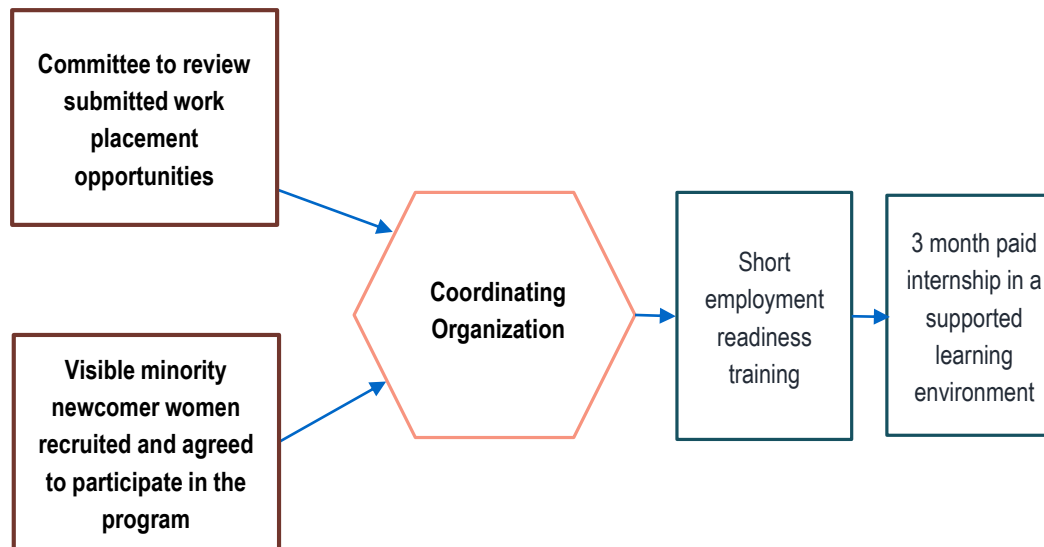 Committee to review
submitted work
placement
opportunities
Visible minority
newcomer women
recruited and agreed
to participate in the
program
Coordinating
Organization
Short
employment
readiness
training
3 month paid
internship in a
supported
learning
environment